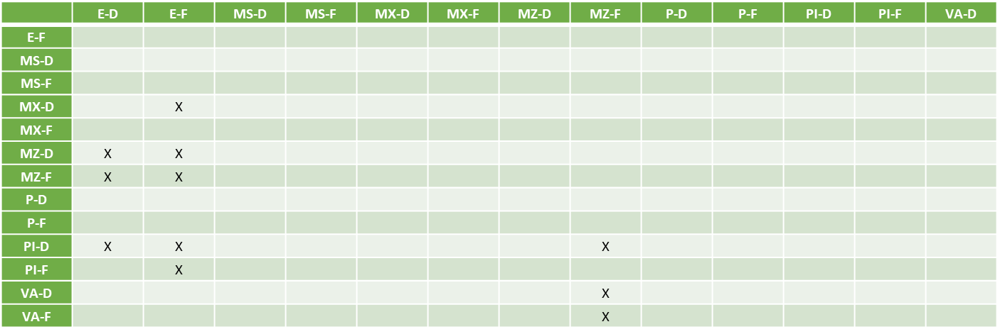 E-D E-F MS-D MS-F MX-D MX-F MZ-D MZ-F P-D P-F PI-D PI-F VA-D
E-F
MS-D
MS-F
MX-D X
MX-F
MZ-D X X
MZ-F X X
P-D
P-F
PI-D X X X
PI-F X
VA-D X
VA-F X